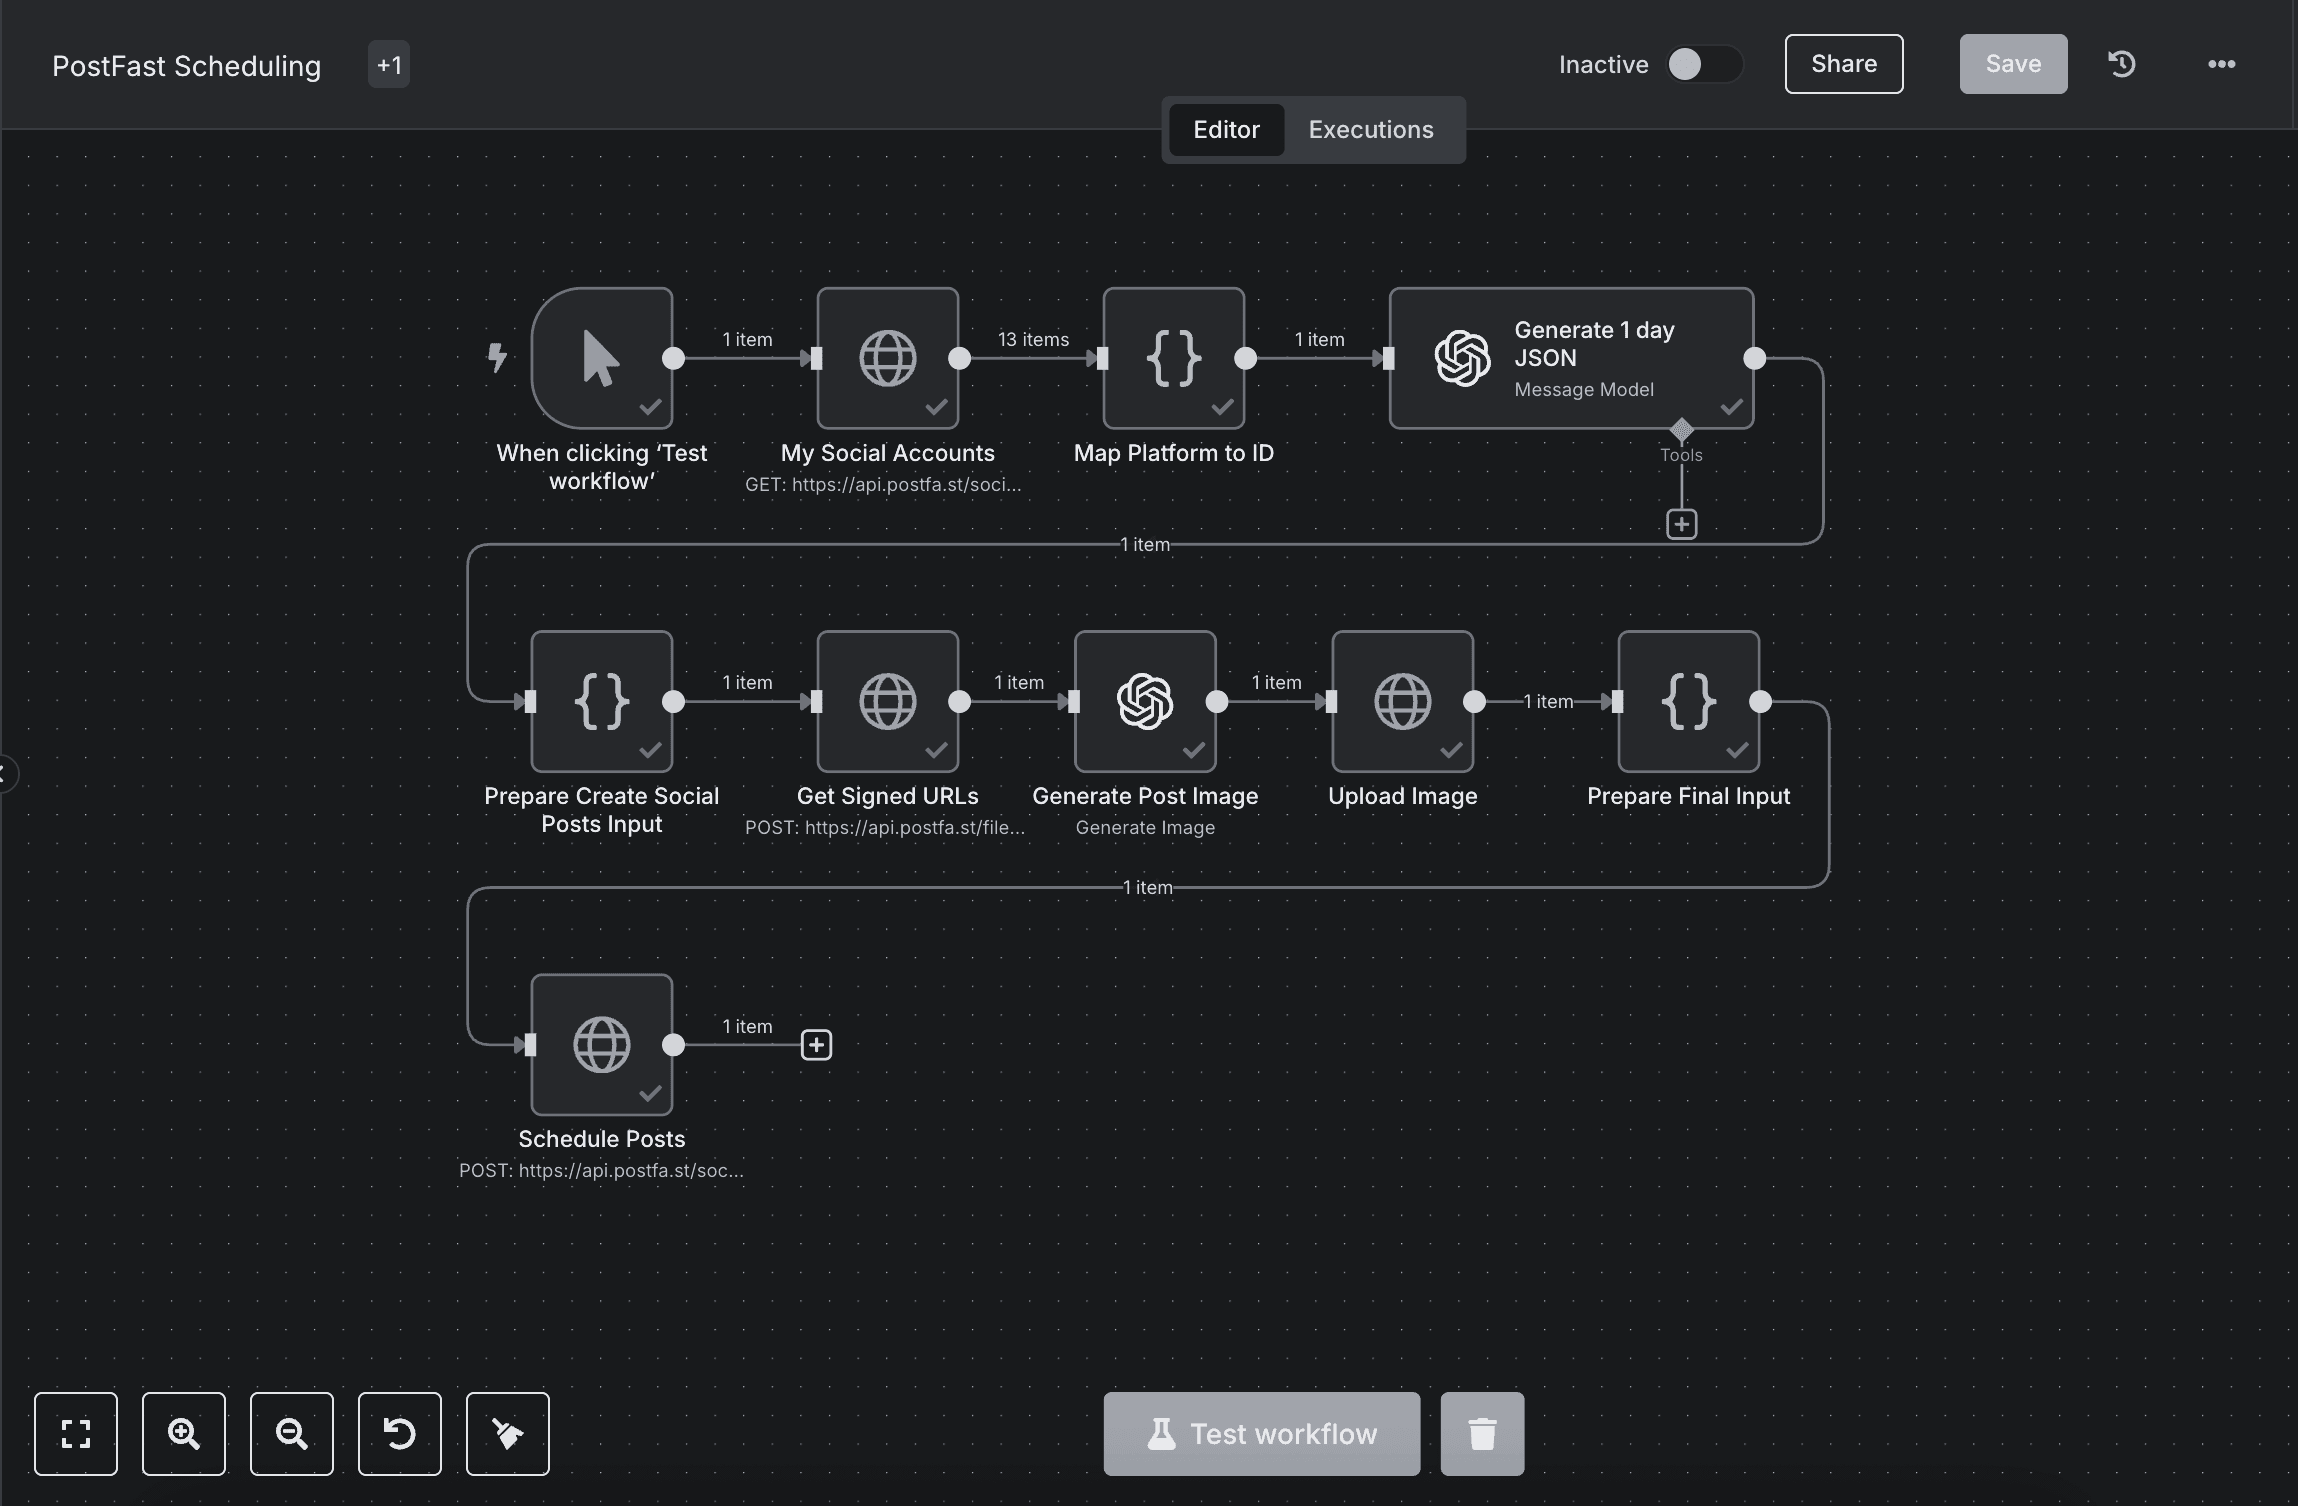 PostFast Scheduling
+1
Inactive
Share
Save
Editor
Executions
1 item
13 items
1 item
Generate 1 day
JSON
Message Model
When clicking ‘Test
workflow’
My Social Accounts
GET: https://api.postfa.st/soci...
Map Platform to ID
Tools
1 item
1 item
1 item
1 item
1 item
Prepare Create Social
Posts Input
Get Signed URLs
POST: https://api.postfa.st/file...
Generate Post Image
Generate Image
Upload Image
Prepare Final Input
1 item
1 item
Schedule Posts
POST: https://api.postfa.st/soc...
Test workflow